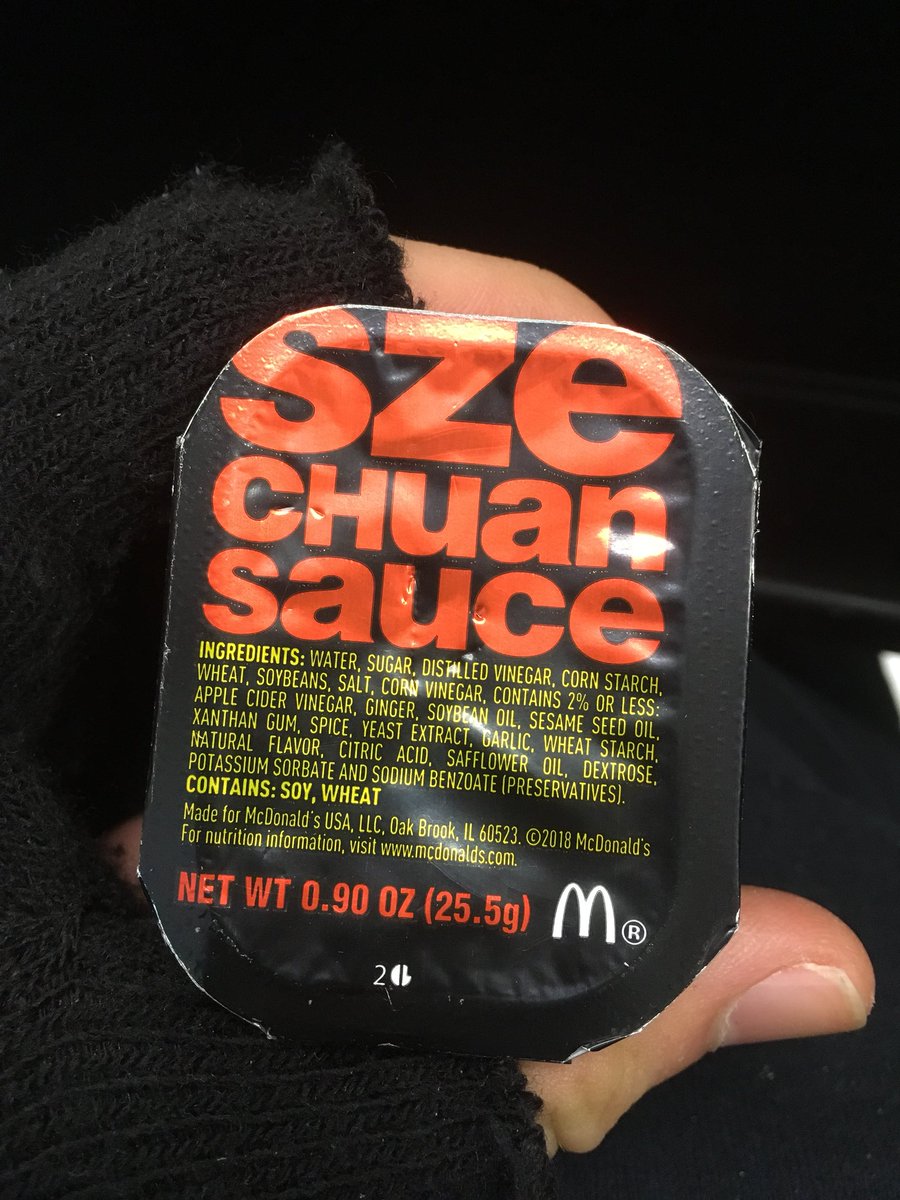 sze
CHuan
sauce
INGREDIENTS: WATER, SUGAR, DISTILLED VINEGAR, CORN STARCH,
WHEAT, SOYBEANS, SALT, CORN VINEGAR, CONTAINS 2% OR LESS:
APPLE CIDER VINEGAR, GINGER, SOYBEAN OIL, SESAME SEED OIL,
XANTHAN GUM, SPICE, YEAST EXTRACT, GARLIC, WHEAT STARCH,
NATURAL FLAVOR, CITRIC ACID, SAFFLOWER OIL, DEXTROSE,
POTASSIUM SORBATE AND SODIUM BENZOATE (PRESERVATIVES).
CONTAINS: SOY, WHEAT
Made for McDonald's USA, LLC, Oak Brook, IL 60523. ©2018 McDonald's
For nutrition information, visit www.mcdonalds.com.
NET WT 0.90 OZ (25.5g) M®
2